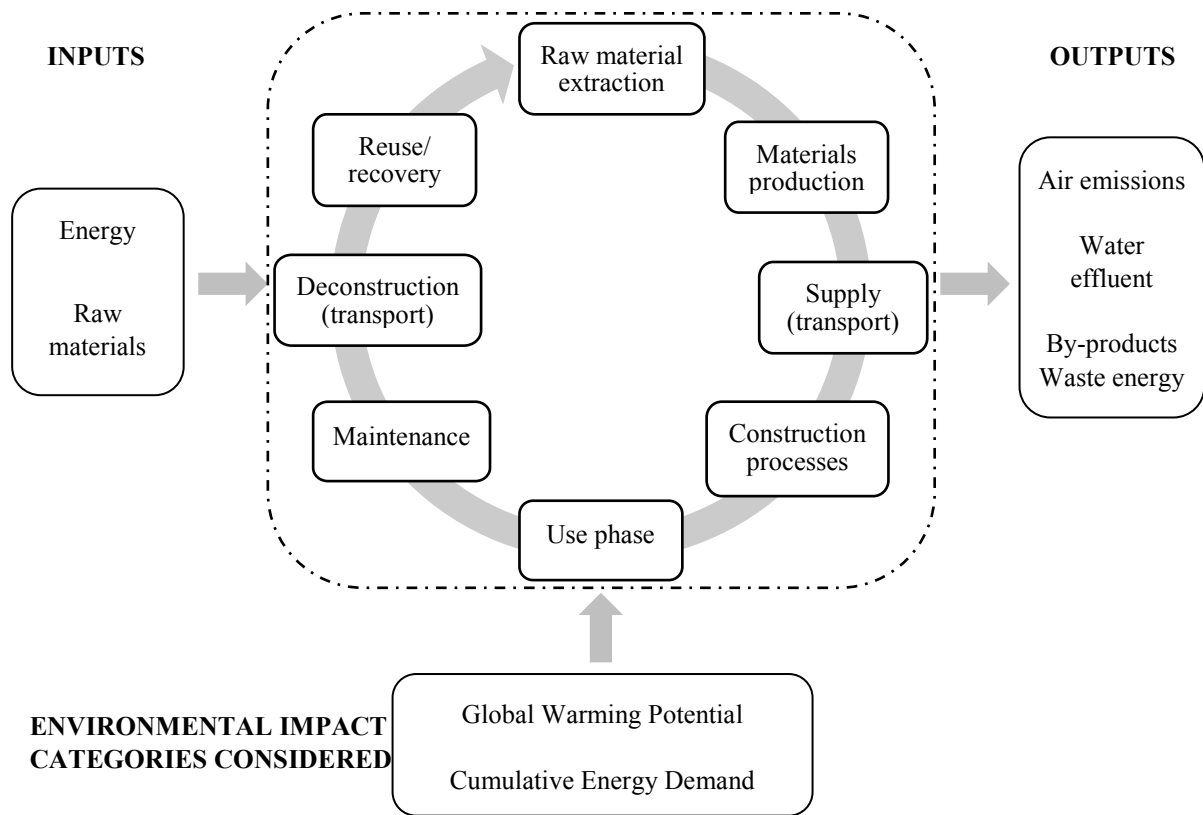 INPUTS
Energy
Raw
materials
Raw material
extraction
Materials
production
Supply
(transport)
Construction
processes
Use phase
Maintenance
Deconstruction
(transport)
Reuse/
recovery
OUTPUTS
Air emissions
Water
effluent
By-products
Waste energy
ENVIRONMENTAL IMPACT
CATEGORIES CONSIDERED
Global Warming Potential
Cumulative Energy Demand